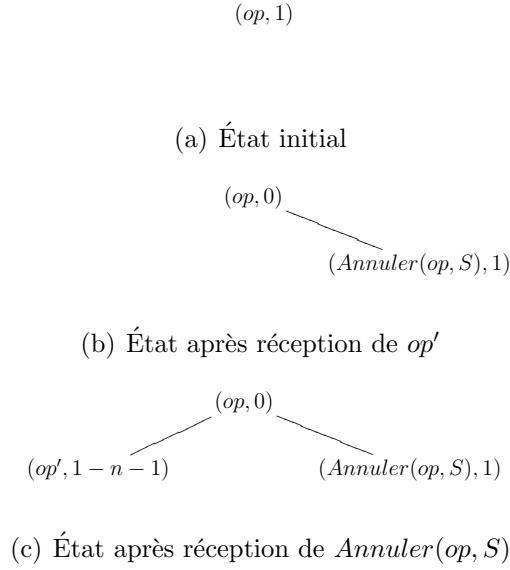 (op, 1)
(a) État initial
(op, 0)
(Annuler(op, S), 1)
(b) État après réception de op′
(op, 0)
(op′, 1 − n − 1) (Annuler(op, S), 1)
(c) État après réception de Annuler(op, S)